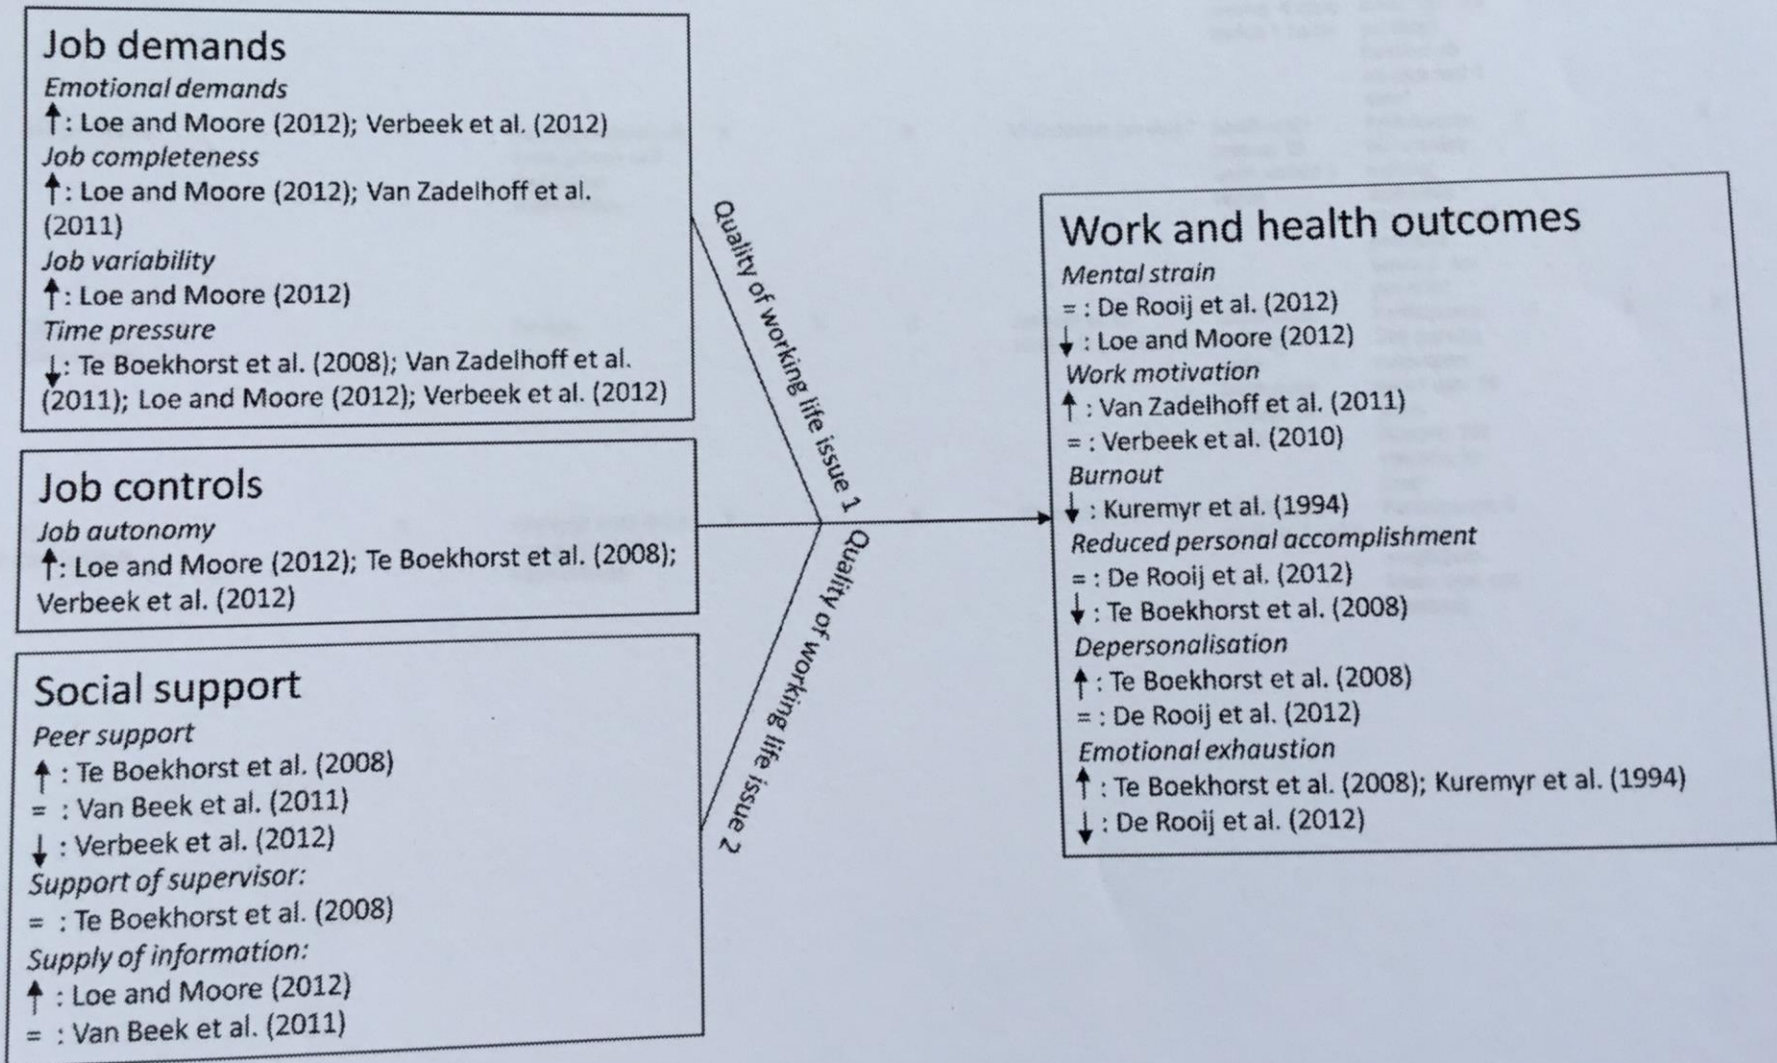 Job demands
Emotional demands
↑: Loe and Moore (2012); Verbeek et al. (2012)
Job completeness
↑: Loe and Moore (2012); Van Zadelhoff et al.
(2011)
Job variability
↑: Loe and Moore (2012)
Time pressure
↓: Te Boekhorst et al. (2008); Van Zadelhoff et al.
(2011); Loe and Moore (2012); Verbeek et al. (2012)
Job controls
Job autonomy
↑: Loe and Moore (2012); Te Boekhorst et al. (2008);
Verbeek et al. (2012)
Social support
Peer support
↑ : Te Boekhorst et al. (2008)
= : Van Beek et al. (2011)
↓ : Verbeek et al. (2012)
Support of supervisor:
= : Te Boekhorst et al. (2008)
Supply of information:
↑ : Loe and Moore (2012)
= : Van Beek et al. (2011)
Quality of working life issue 1
Quality of working life issue 2
Work and health outcomes
Mental strain
= : De Rooij et al. (2012)
↓ : Loe and Moore (2012)
Work motivation
↑ : Van Zadelhoff et al. (2011)
= : Verbeek et al. (2010)
Burnout
↓ : Kuremyr et al. (1994)
Reduced personal accomplishment
= : De Rooij et al. (2012)
↓ : Te Boekhorst et al. (2008)
Depersonalisation
↑ : Te Boekhorst et al. (2008)
= : De Rooij et al. (2012)
Emotional exhaustion
↑ : Te Boekhorst et al. (2008); Kuremyr et al. (1994)
↓ : De Rooij et al. (2012)